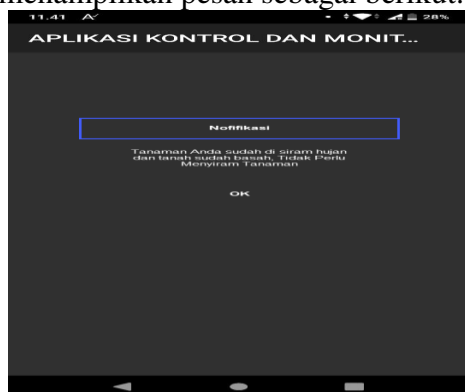 menampilkan pesan sebagai berikut.
11.41
28%
APLIKASI KONTROL DAN MONIT...
Nofifikasi
Tanaman Anda sudah di siram hujan
dan tanah sudah basah, Tidak Perlu
Menyiram Tanaman
OK